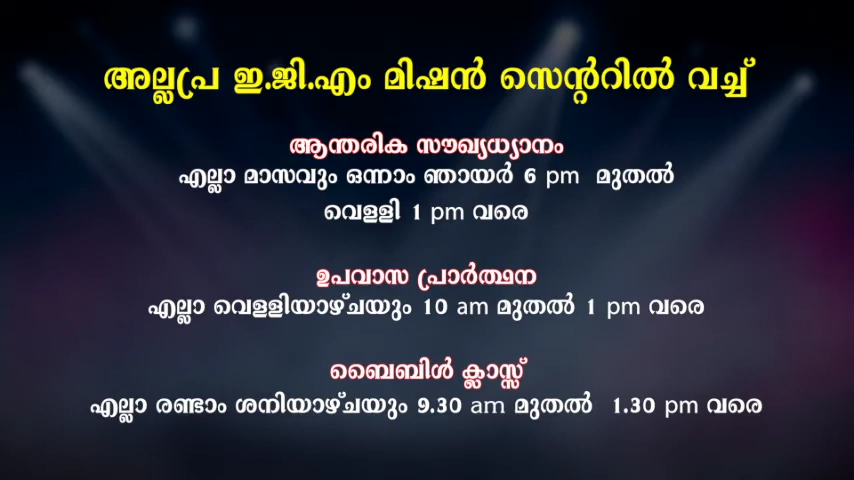 അല്ലപ്ര ഇ.ജി.എം മിഷൻ സെന്ററിൽ വച്ച്
ആന്തരിക സൗഖ്യധ്യാനം
എല്ലാ മാസവും ഒന്നാം ഞായർ 6 pm മുതൽ
വെള്ളി 1 pm വരെ
ഉപവാസ പ്രാർത്ഥന
എല്ലാ വെള്ളിയാഴ്ചയും 10 am മുതൽ 1 pm വരെ
ബൈബിൾ ക്ലാസ്സ്
എല്ലാ രണ്ടാം ശനിയാഴ്ചയും 9.30 am മുതൽ 1.30 pm വരെ